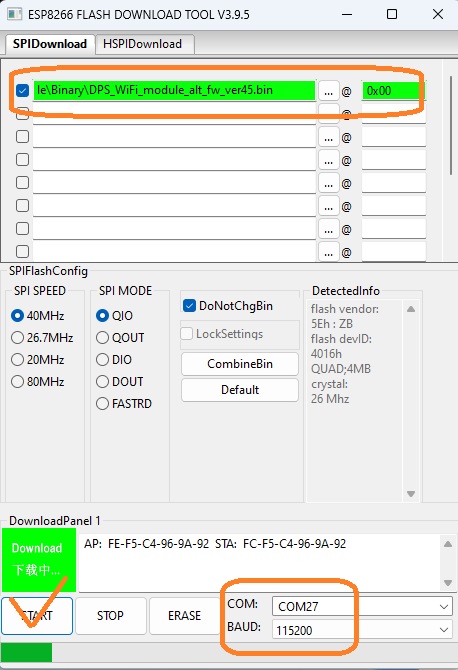 ESP8266 FLASH DOWNLOAD TOOL V3.9.5
SPIDownload HSPIDownload
le\Binary\DPS_WiFi_module_alt_fw_ver45.bin ... @ 0x00
... @
... @
... @
... @
... @
... @
... @
SPIFlashConfig
SPI SPEED
40MHz
26.7MHz
20MHz
80MHz
SPI MODE
QIO
QOUT
DIO
DOUT
FASTRD
DoNotChgBin
LockSettings
CombineBin
Default
DetectedInfo
flash vendor:
5Eh : ZB
flash devID:
4016h
QUAD;4MB
crystal:
26 Mhz
DownloadPanel 1
Download
下载中...
AP: FE-F5-C4-96-9A-92 STA: FC-F5-C4-96-9A-92
START STOP ERASE
COM: COM27
BAUD: 115200